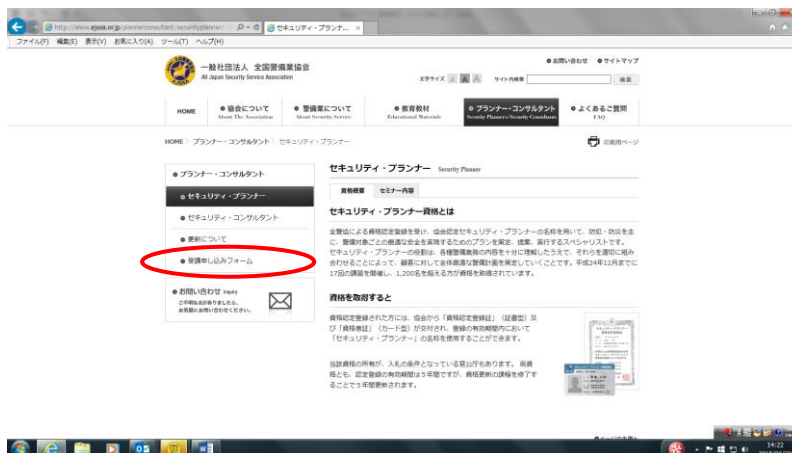 http://www.ajssa.or.jp/plannerconsultant/securityplanner/
セキュリティ・プランナ... ×
ファイル(F) 編集(E) 表示(V) お気に入り(A) ツール(T) ヘルプ(H)
一般社団法人 全国警備業協会
All Japan Security Service Association
お問い合わせ サイトマップ
文字サイズ A A A サイト内検索 検索
HOME
協会について
About The Association
警備業について
About Security Service
教育教材
Educational Materials
プランナー・コンサルタント
Security Planners/Security Consultants
よくあるご質問
FAQ
HOME 〉 プランナー・コンサルタント 〉 セキュリティ・プランナー
印刷用ページ
プランナー・コンサルタント
セキュリティ・プランナー
セキュリティ・コンサルタント
更新について
受講申し込みフォーム
お問い合わせ Inquiry
ご不明な点がありましたら、
お気軽にお問い合わせください。
セキュリティ・プランナー Security Planner
資格概要 セミナー内容
セキュリティ・プランナー資格とは
全警協による資格認定登録を受け、協会認定セキュリティ・プランナーの名称を用いて、防犯・防災を主
に、警備対象ごとの最適な安全を実現するためのプランを策定、提案、実行するスペシャリストです。
セキュリティ・プランナーの役割は、各種警備業務の内容を十分に理解したうえで、それらを適切に組み
合わせることによって、顧客に対して全体最適な警備計画を策定していくことです。平成24年12月までに
17回の講習を開催し、1,200名を超える方が資格を取得されています。
資格を取得すると
資格認定登録された方には、協会から「資格認定登録証」（証書型）及
び「資格者証」（カード型）が交付され、登録の有効期間内において
「セキュリティ・プランナー」の名称を使用することができます。
当該資格の所有が、入札の条件となっている官公庁もあります。 両資
格とも、認定登録の有効期間は５年間ですが、資格更新の課程を修了す
ることで５年間更新されます。
14:22